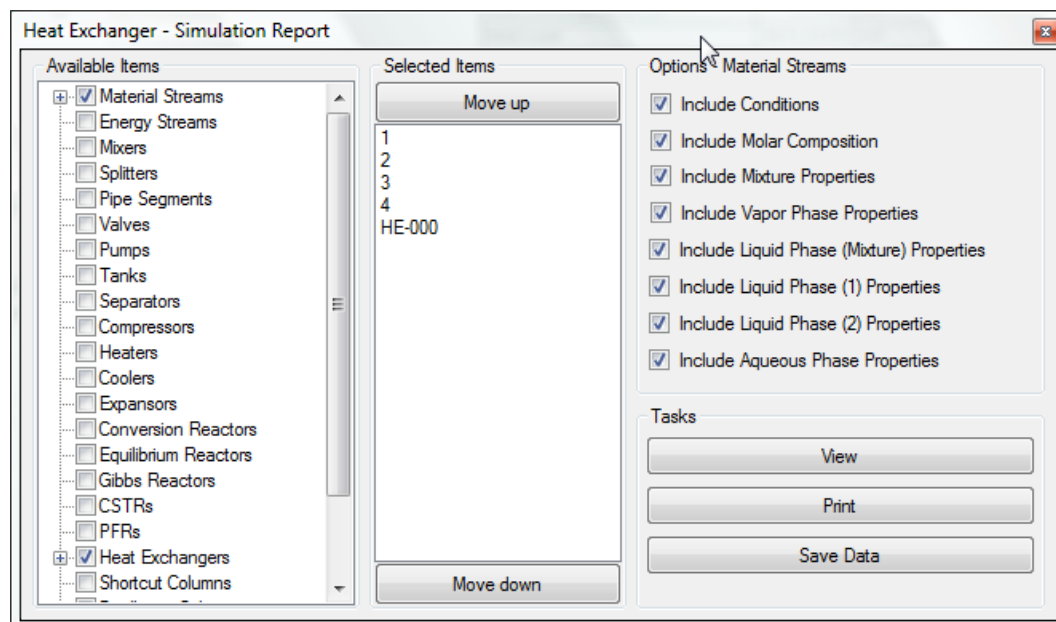 Heat Exchanger - Simulation Report
Available Items
Material Streams
Energy Streams
Mixers
Splitters
Pipe Segments
Valves
Pumps
Tanks
Separators
Compressors
Heaters
Coolers
Expansors
Conversion Reactors
Equilibrium Reactors
Gibbs Reactors
CSTRs
PFRs
Heat Exchangers
Shortcut Columns
Selected Items
Move up
1
2
3
4
HE-000
Move down
Options - Material Streams
Include Conditions
Include Molar Composition
Include Mixture Properties
Include Vapor Phase Properties
Include Liquid Phase (Mixture) Properties
Include Liquid Phase (1) Properties
Include Liquid Phase (2) Properties
Include Aqueous Phase Properties
Tasks
View
Print
Save Data